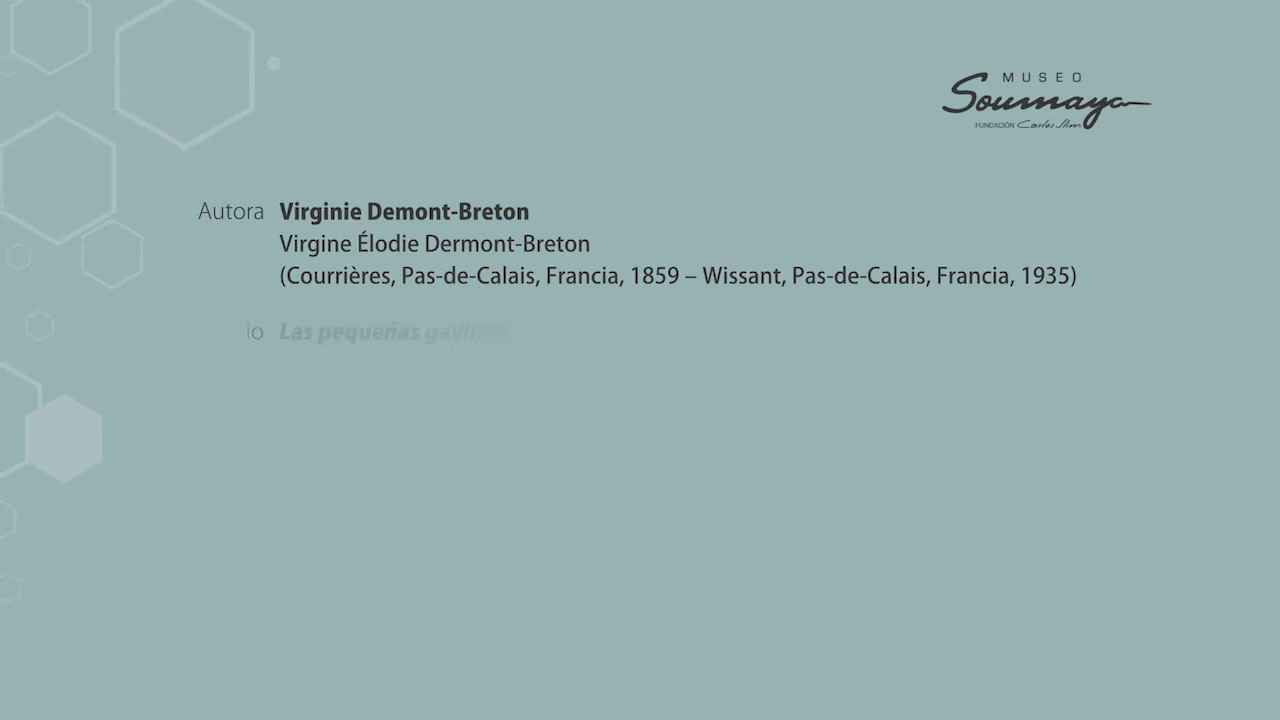 MUSEO
Soumaya
FUNDACIÓN Carlos Slim
Autora Virginie Demont-Breton
Virgine Élodie Dermont-Breton
(Courrières, Pas-de-Calais, Francia, 1859 – Wissant, Pas-de-Calais, Francia, 1935)
lo Las pequeñas